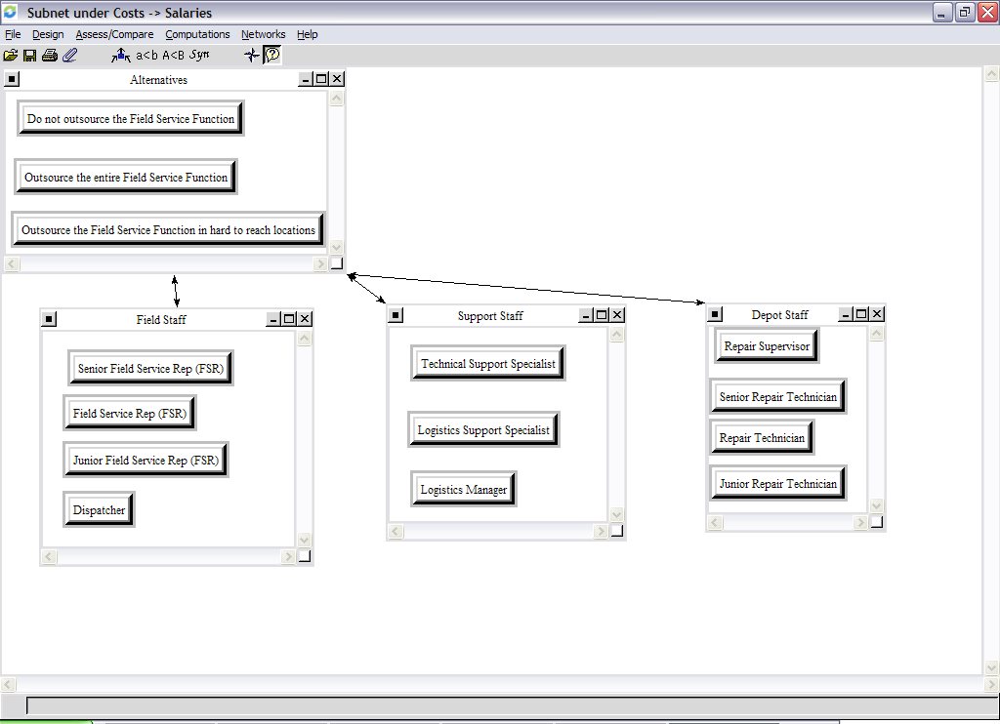 Subnet under Costs -> Salaries
File Design Assess/Compare Computations Networks Help
a<b A<B Syn
Alternatives
Do not outsource the Field Service Function
Outsource the entire Field Service Function
Outsource the Field Service Function in hard to reach locations
Field Staff
Senior Field Service Rep (FSR)
Field Service Rep (FSR)
Junior Field Service Rep (FSR)
Dispatcher
Support Staff
Technical Support Specialist
Logistics Support Specialist
Logistics Manager
Depot Staff
Repair Supervisor
Senior Repair Technician
Repair Technician
Junior Repair Technician